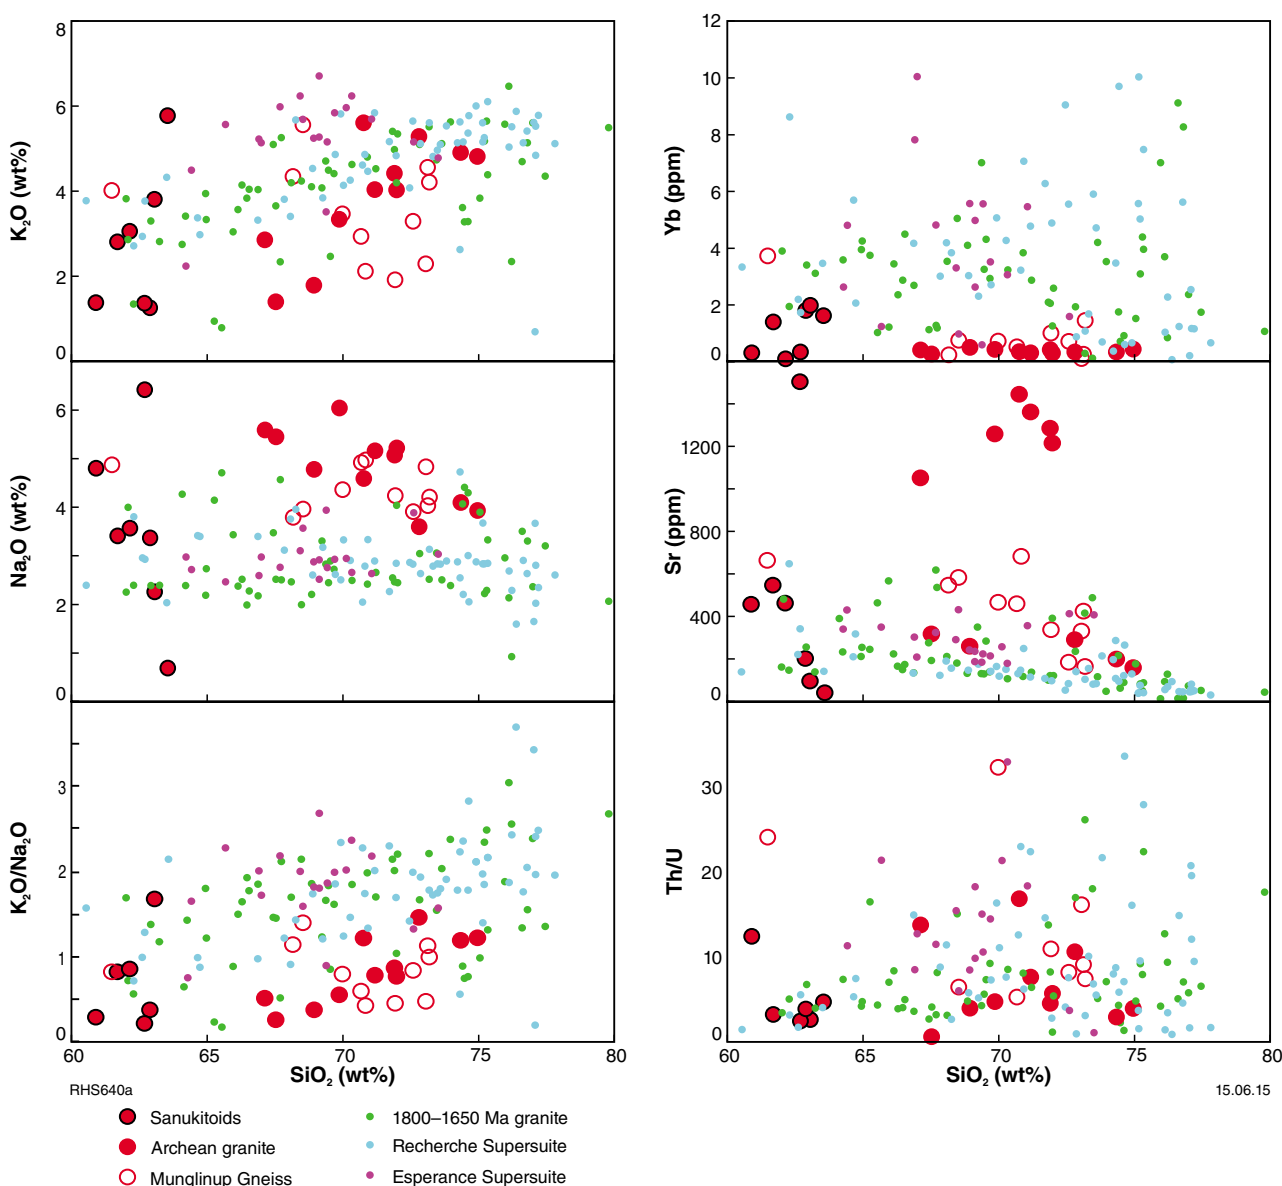 8
6
4
2
0
K₂O (wt%)
6
4
2
0
Na₂O (wt%)
3
2
1
0
K₂O/Na₂O
60 65 70 75 80
SiO₂ (wt%)
RHS640a
12
10
8
6
4
2
0
Yb (ppm)
1200
800
400
0
Sr (ppm)
30
20
10
0
Th/U
60 65 70 75 80
SiO₂ (wt%)
15.06.15
Sanukitoids
Archean granite
Munglinup Gneiss
1800–1650 Ma granite
Recherche Supersuite
Esperance Supersuite